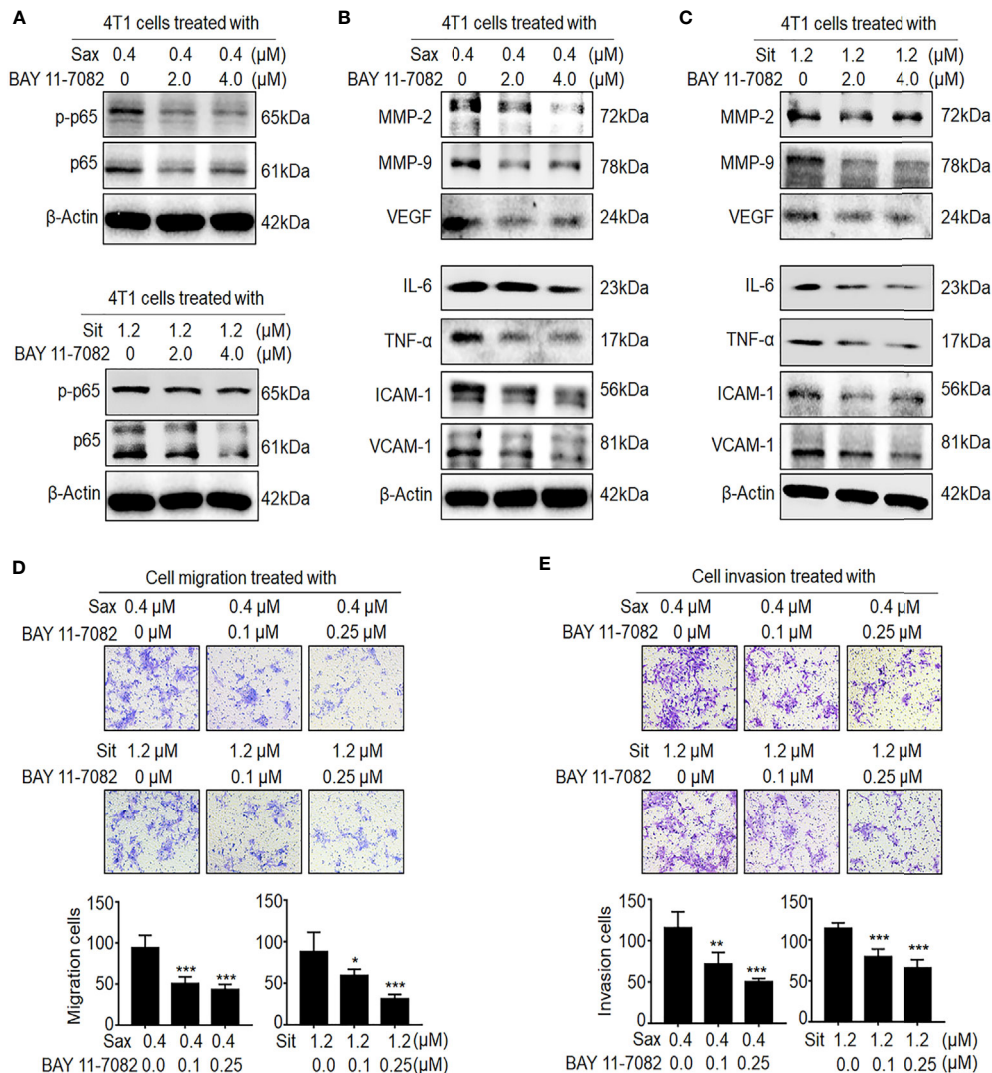 A
4T1 cells treated with
Sax 0.4 0.4 0.4 (µM)
BAY 11-7082 0 2.0 4.0 (µM)
p-p65 65kDa
p65 61kDa
β-Actin 42kDa
4T1 cells treated with
Sit 1.2 1.2 1.2 (µM)
BAY 11-7082 0 2.0 4.0 (µM)
p-p65 65kDa
p65 61kDa
β-Actin 42kDa
B
4T1 cells treated with
Sax 0.4 0.4 0.4 (µM)
BAY 11-7082 0 2.0 4.0 (µM)
MMP-2 72kDa
MMP-9 78kDa
VEGF 24kDa
IL-6 23kDa
TNF-α 17kDa
ICAM-1 56kDa
VCAM-1 81kDa
β-Actin 42kDa
C
4T1 cells treated with
Sit 1.2 1.2 1.2 (µM)
BAY 11-7082 0 2.0 4.0 (µM)
MMP-2 72kDa
MMP-9 78kDa
VEGF 24kDa
IL-6 23kDa
TNF-α 17kDa
ICAM-1 56kDa
VCAM-1 81kDa
β-Actin 42kDa
D
Cell migration treated with
Sax 0.4 µM 0.4 µM 0.4 µM
BAY 11-7082 0 µM 0.1 µM 0.25 µM
Sit 1.2 µM 1.2 µM 1.2 µM
BAY 11-7082 0 µM 0.1 µM 0.25 µM
Migration cells
150
100
50
0
*** ***
Sax 0.4 0.4 0.4
BAY 11-7082 0.0 0.1 0.25
150
100
50
0
* ***
Sit 1.2 1.2 1.2 (µM)
0.0 0.1 0.25 (µM)
E
Cell invasion treated with
Sax 0.4 µM 0.4 µM 0.4 µM
BAY 11-7082 0 µM 0.1 µM 0.25 µM
Sit 1.2 µM 1.2 µM 1.2 µM
BAY 11-7082 0 µM 0.1 µM 0.25 µM
Invasion cells
150
100
50
0
** ***
Sax 0.4 0.4 0.4
BAY 11-7082 0.0 0.1 0.25
150
100
50
0
*** ***
Sit 1.2 1.2 1.2 (µM)
0.0 0.1 0.25 (µM)